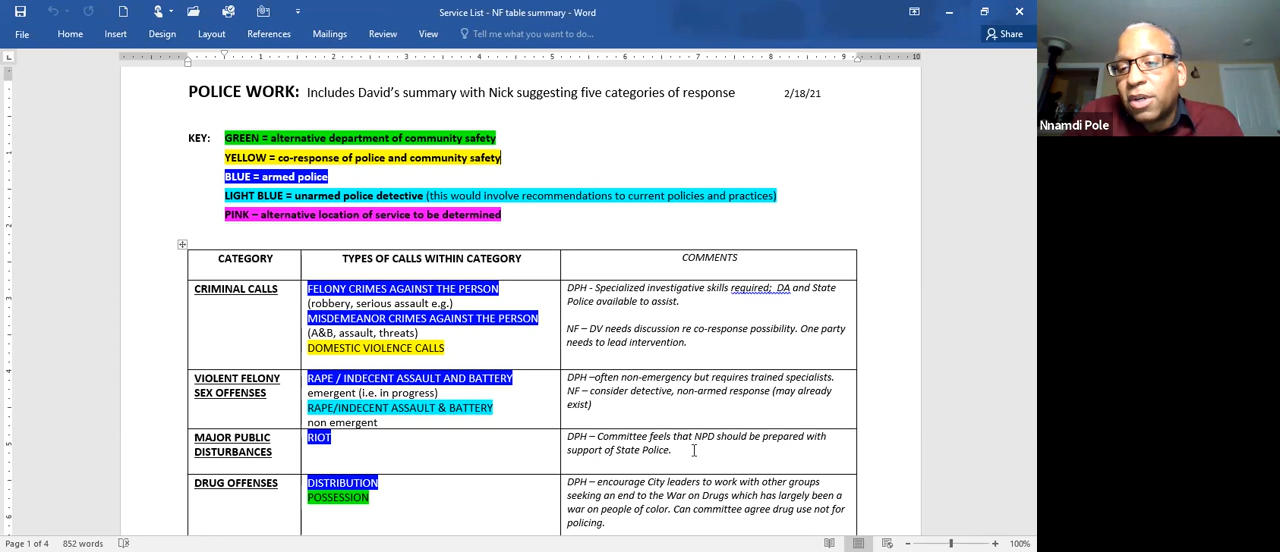 Service List - NF table summary - Word
File Home Insert Design Layout References Mailings Review View Tell me what you want to do... Share
1 2 3 4 5 6 7 8 9 10
POLICE WORK: Includes David's summary with Nick suggesting five categories of response 2/18/21
KEY: GREEN = alternative department of community safety
YELLOW = co-response of police and community safety
BLUE = armed police
LIGHT BLUE = unarmed police detective (this would involve recommendations to current policies and practices)
PINK – alternative location of service to be determined
CATEGORY TYPES OF CALLS WITHIN CATEGORY COMMENTS
CRIMINAL CALLS
FELONY CRIMES AGAINST THE PERSON
(robbery, serious assault e.g.)
MISDEMEANOR CRIMES AGAINST THE PERSON
(A&B, assault, threats)
DOMESTIC VIOLENCE CALLS
DPH - Specialized investigative skills required; DA and State
Police available to assist.
NF – DV needs discussion re co-response possibility. One party
needs to lead intervention.
VIOLENT FELONY
SEX OFFENSES
RAPE / INDECENT ASSAULT AND BATTERY
emergent (i.e. in progress)
RAPE/INDECENT ASSAULT & BATTERY
non emergent
DPH –often non-emergency but requires trained specialists.
NF – consider detective, non-armed response (may already
exist)
MAJOR PUBLIC
DISTURBANCES
RIOT
DPH – Committee feels that NPD should be prepared with
support of State Police.
DRUG OFFENSES
DISTRIBUTION
POSSESSION
DPH – encourage City leaders to work with other groups
seeking an end to the War on Drugs which has largely been a
war on people of color. Can committee agree drug use not for
policing.
Page 1 of 4 852 words 100%
Nnamdi Pole